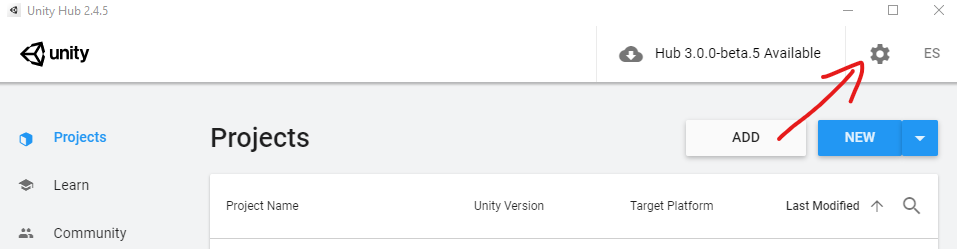 Unity Hub 2.4.5
unity
Hub 3.0.0-beta.5 Available
ES
Projects
Projects
ADD
NEW
Learn
Project Name
Unity Version
Target Platform
Last Modified
Community